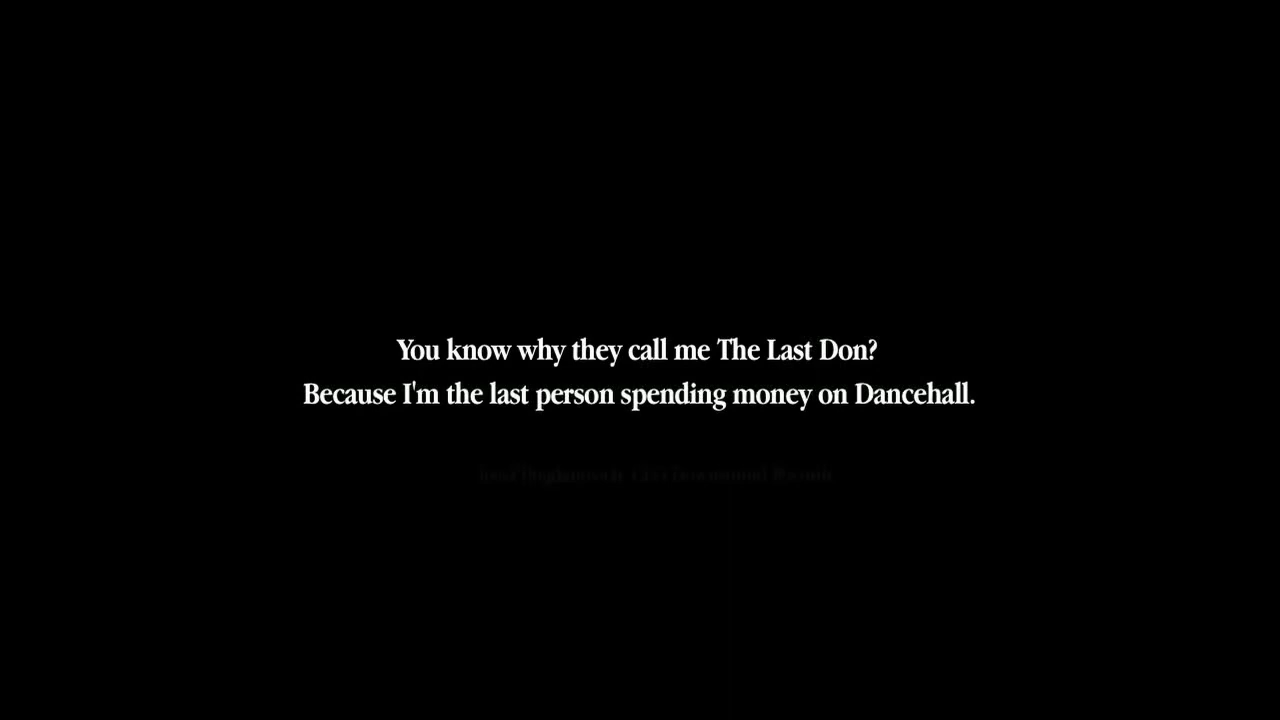 You know why they call me The Last Don?
Because I'm the last person spending money on Dancehall.